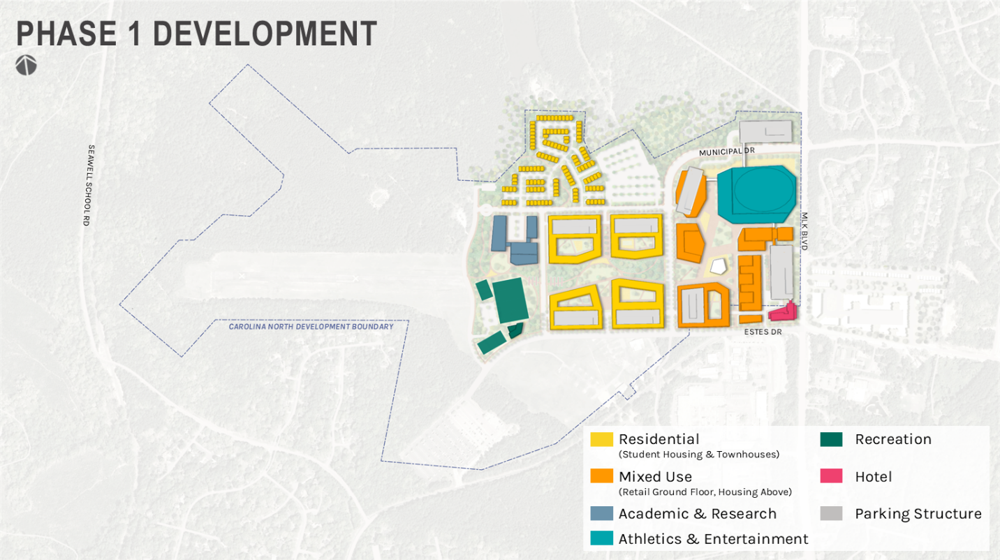 PHASE 1 DEVELOPMENT
SEAWELL SCHOOL RD
MUNICIPAL DR
MLK BLVD
CAROLINA NORTH DEVELOPMENT BOUNDARY
ESTES DR
Residential
(Student Housing & Townhouses)
Mixed Use
(Retail Ground Floor, Housing Above)
Academic & Research
Athletics & Entertainment
Recreation
Hotel
Parking Structure